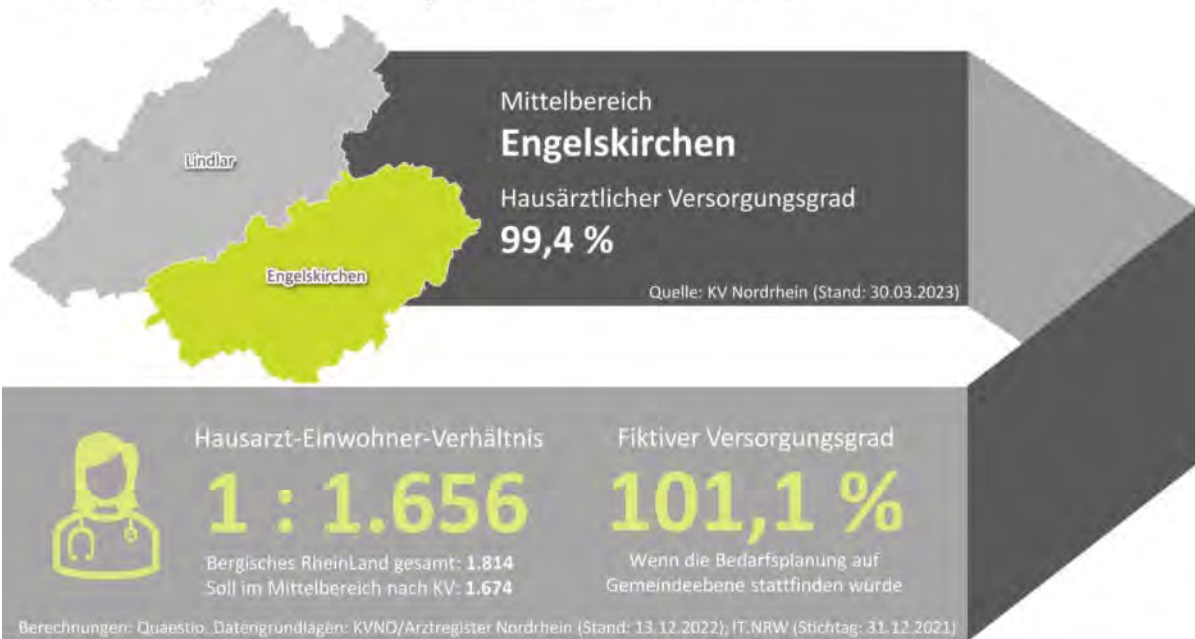 Lindlar
Engelskirchen
Mittelbereich
Engelskirchen
Hausärztlicher Versorgungsgrad
99,4 %
Quelle: KV Nordrhein (Stand: 30.03.2023)
Hausarzt-Einwohner-Verhältnis
1 : 1.656
Bergisches RheinLand gesamt: 1.814
Soll im Mittelbereich nach KV: 1.674
Fiktiver Versorgungsgrad
101,1 %
Wenn die Bedarfsplanung auf
Gemeindeebene stattfinden würde
Berechnungen: Quaestio. Datengrundlagen: KVNO/Arztregister Nordrhein (Stand: 13.12.2022); IT.NRW (Stichtag: 31.12.2021)